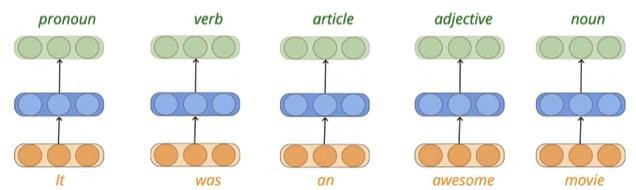 pronoun verb article adjective noun
It was an awesome movie